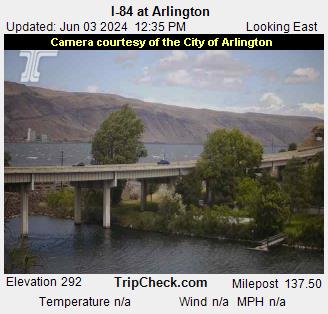 I-84 at Arlington
Updated: Jun 03 2024 12:35 PM Looking East
Camera courtesy of the City of Arlington
Elevation 292 TripCheck.com Milepost 137.50
Temperature n/a Wind n/a MPH n/a